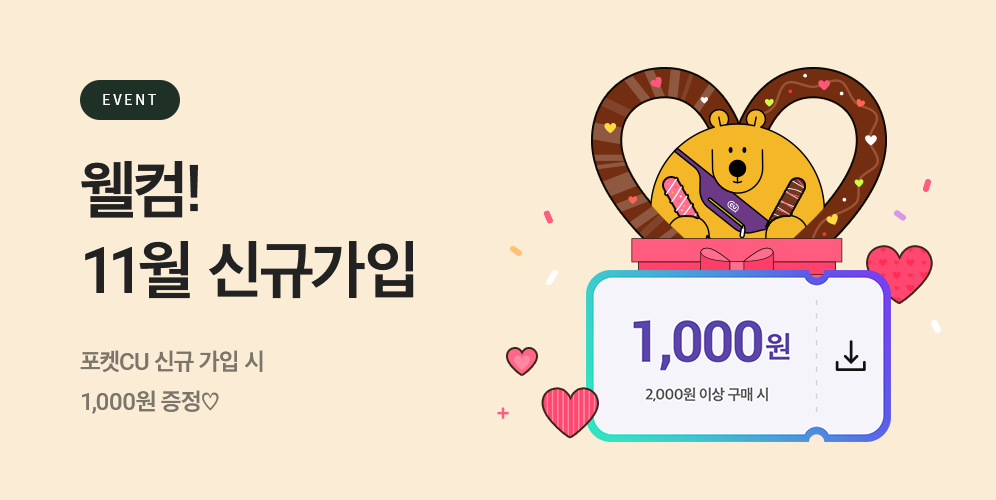 EVENT
웰컴!
11월 신규가입
포켓CU 신규 가입 시
1,000원 증정♡
CU
1,000원
2,000원 이상 구매 시